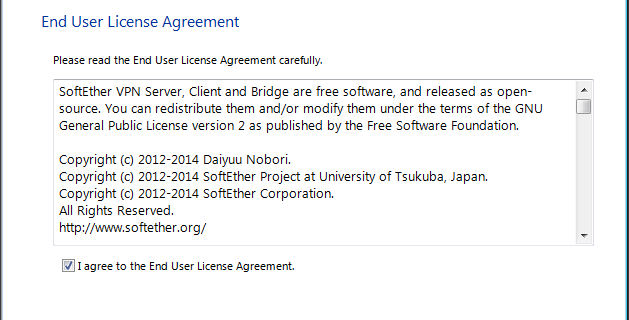 End User License Agreement
Please read the End User License Agreement carefully.
SoftEther VPN Server, Client and Bridge are free software, and released as open-
source. You can redistribute them and/or modify them under the terms of the GNU
General Public License version 2 as published by the Free Software Foundation.
Copyright (c) 2012-2014 Daiyuu Nobori.
Copyright (c) 2012-2014 SoftEther Project at University of Tsukuba, Japan.
Copyright (c) 2012-2014 SoftEther Corporation.
All Rights Reserved.
http://www.softether.org/
I agree to the End User License Agreement.